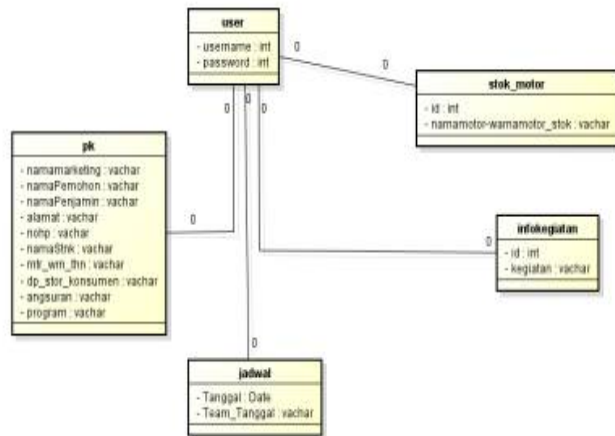 user
- username : int
- password : int
0
0
0
0
0
stok_motor
- id : int
- namamotor-warnamotor_stok : vachar
pk
- namamarketing : vachar
- namaPemohon : vachar
- namaPenjamin : vachar
- alamat : vachar
- nohp : vachar
- namaStnk : vachar
- mtr_wrn_thn : vachar
- dp_stor_konsumen : vachar
- angsuran : vachar
- program : vachar
0
0
infokegiatan
- id : int
- kegiatan : vachar
0
jadwal
- Tanggal : Date
- Team_Tanggal : vachar